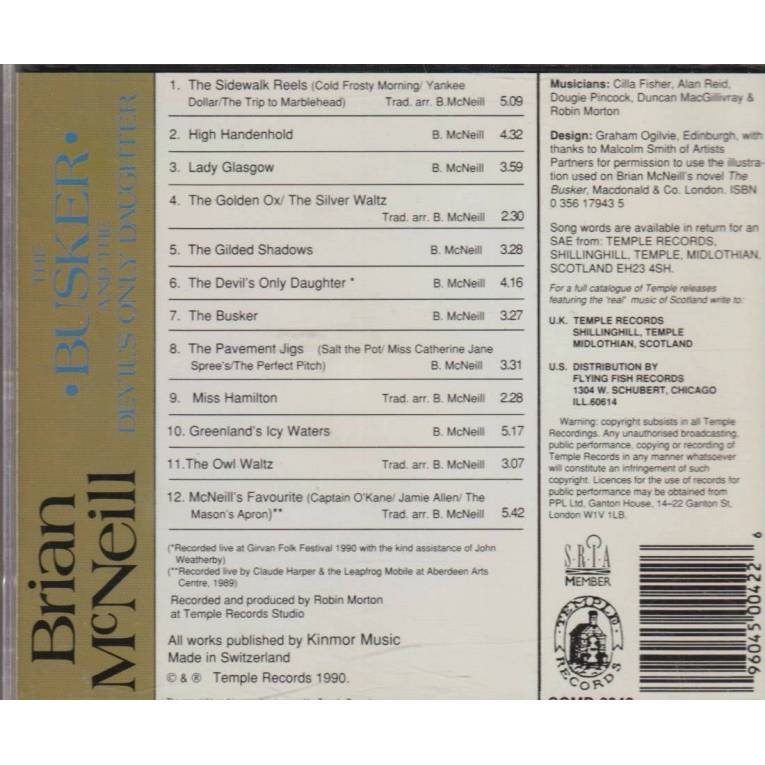 THE
•BUSKER•
AND THE
DEVIL'S ONLY DAUGHTER
Brian
McNeill
1. The Sidewalk Reels (Cold Frosty Morning/ Yankee
Dollar/The Trip to Marblehead) Trad. arr. B.McNeill 5.09
2. High Handenhold B. McNeill 4.32
3. Lady Glasgow B. McNeill 3.59
4. The Golden Ox/ The Silver Waltz
Trad. arr. B. McNeill 2.30
5. The Gilded Shadows B. McNeill 3.28
6. The Devil's Only Daughter * B. McNeill 4.16
7. The Busker B. McNeill 3.27
8. The Pavement Jigs (Salt the Pot/ Miss Catherine Jane
Spree's/The Perfect Pitch) B. McNeill 3.31
9. Miss Hamilton Trad. arr. B. McNeill 2.28
10. Greenland's Icy Waters B. McNeill 5.17
11.The Owl Waltz Trad. arr. B. McNeill 3.07
12. McNeill's Favourite (Captain O'Kane/ Jamie Allen/ The
Mason's Apron)** Trad. arr. B. McNeill 5.42
(*Recorded live at Girvan Folk Festival 1990 with the kind assistance of John
Weatherby)
(**Recorded live by Claude Harper & the Leapfrog Mobile at Aberdeen Arts
Centre, 1989)
Recorded and produced by Robin Morton
at Temple Records Studio
All works published by Kinmor Music
Made in Switzerland
© & ® Temple Records 1990.
Musicians: Cilla Fisher, Alan Reid,
Dougie Pincock, Duncan MacGillivray &
Robin Morton
Design: Graham Ogilvie, Edinburgh, with
thanks to Malcolm Smith of Artists
Partners for permission to use the illustra-
tion used on Brian McNeill's novel The
Busker, Macdonald & Co. London. ISBN
0 356 17943 5
Song words are available in return for an
SAE from: TEMPLE RECORDS,
SHILLINGHILL, TEMPLE, MIDLOTHIAN,
SCOTLAND EH23 4SH.
For a full catalogue of Temple releases
featuring the 'real' music of Scotland write to:
U.K. TEMPLE RECORDS
SHILLINGHILL, TEMPLE
MIDLOTHIAN, SCOTLAND
U.S. DISTRIBUTION BY
FLYING FISH RECORDS
1304 W. SCHUBERT, CHICAGO
ILL.60614
Warning: copyright subsists in all Temple
Recordings. Any unauthorised broadcasting,
public performance, copying or recording of
Temple Records in any manner whatsoever
will constitute an infringement of such
copyright. Licences for the use of records for
public performance may be obtained from
PPL Ltd, Ganton House, 14–22 Ganton St,
London W1V 1LB.
S·R·I·A
MEMBER
TEMPLE
RECORDS
96045 00422 6